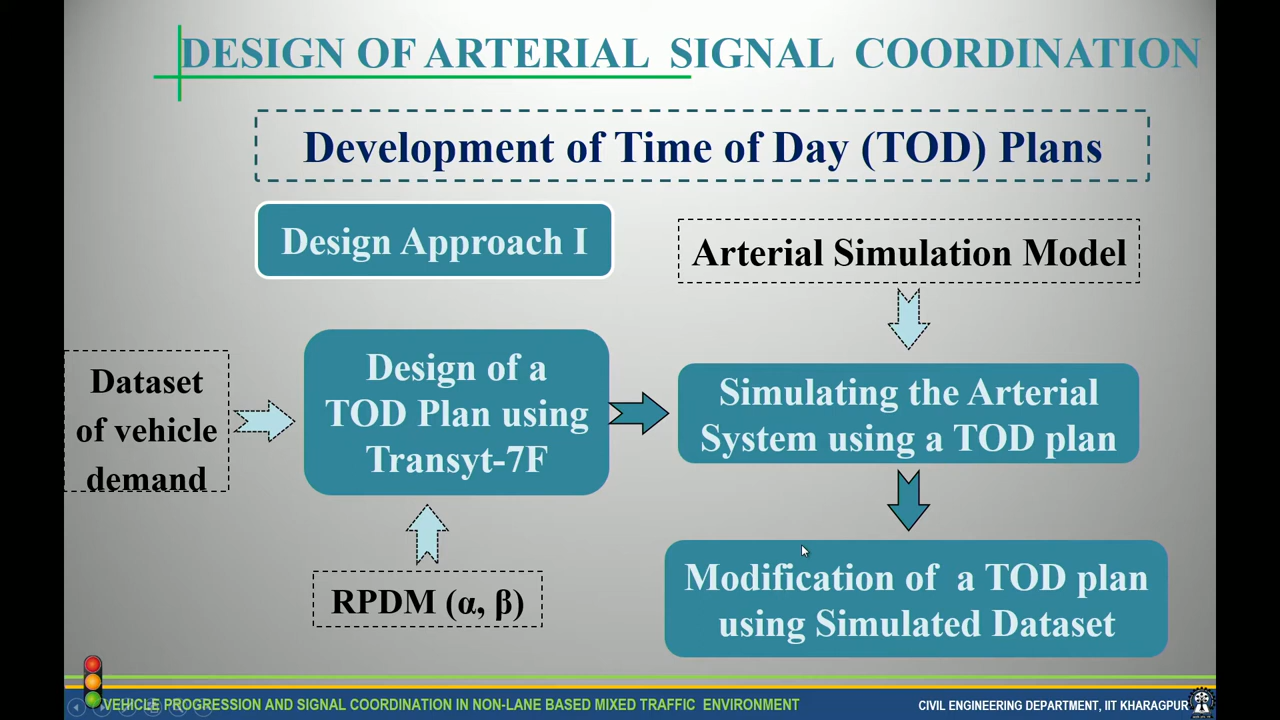 DESIGN OF ARTERIAL SIGNAL COORDINATION
Development of Time of Day (TOD) Plans
Design Approach I
Arterial Simulation Model
Dataset
of vehicle
demand
Design of a
TOD Plan using
Transyt-7F
Simulating the Arterial
System using a TOD plan
RPDM (α, β)
Modification of a TOD plan
using Simulated Dataset
VEHICLE PROGRESSION AND SIGNAL COORDINATION IN NON-LANE BASED MIXED TRAFFIC ENVIRONMENT
CIVIL ENGINEERING DEPARTMENT, IIT KHARAGPUR